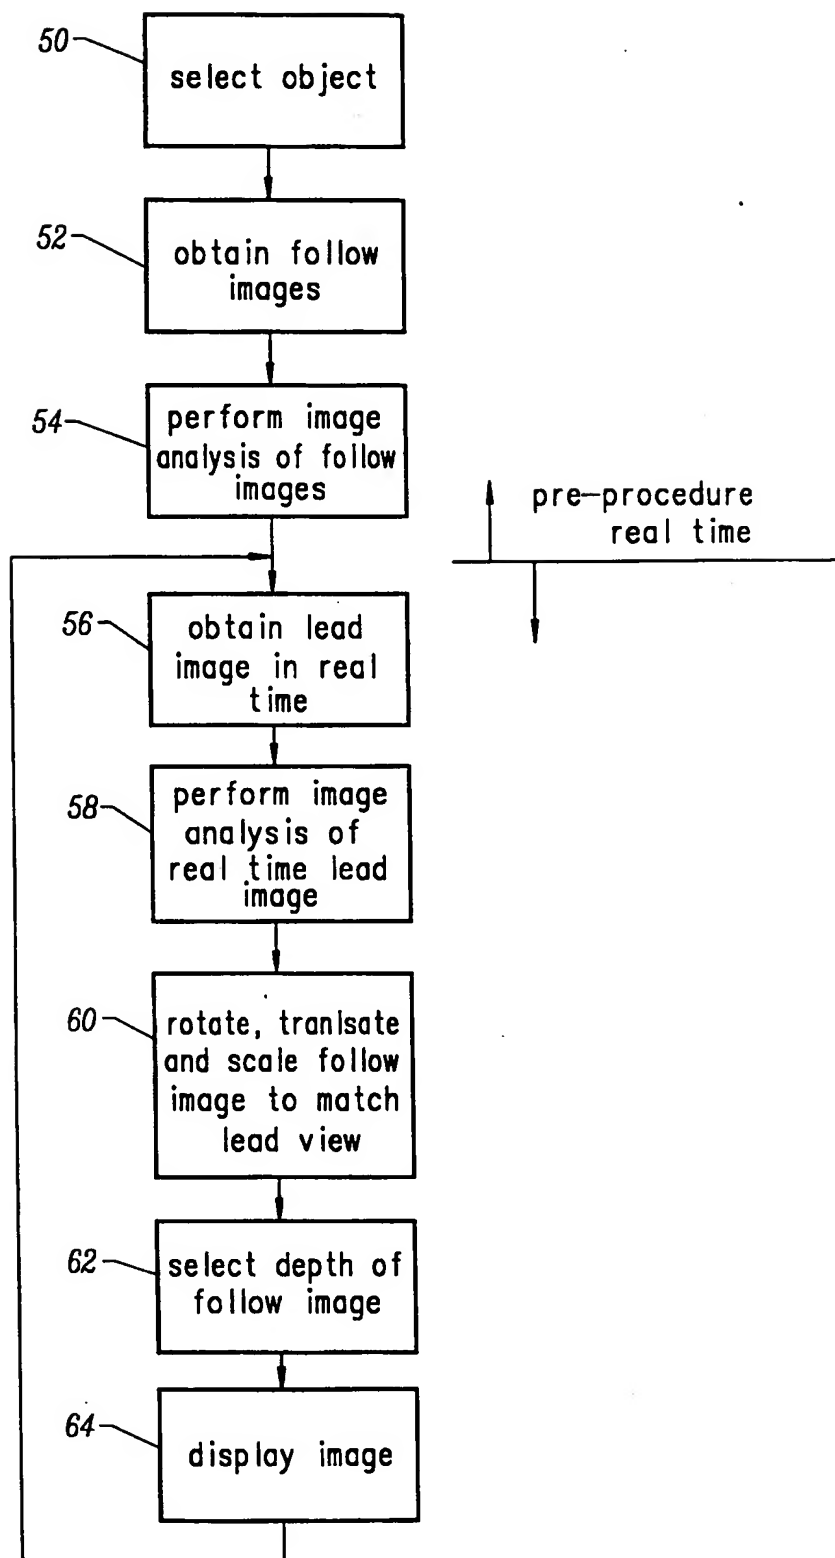 50
select object
52
obtain follow
images
54
perform image
analysis of follow
images
pre-procedure
real time
56
obtain lead
image in real
time
58
perform image
analysis of
real time lead
image
60
rotate, tranlsate
and scale follow
image to match
lead view
62
select depth of
follow image
64
display image